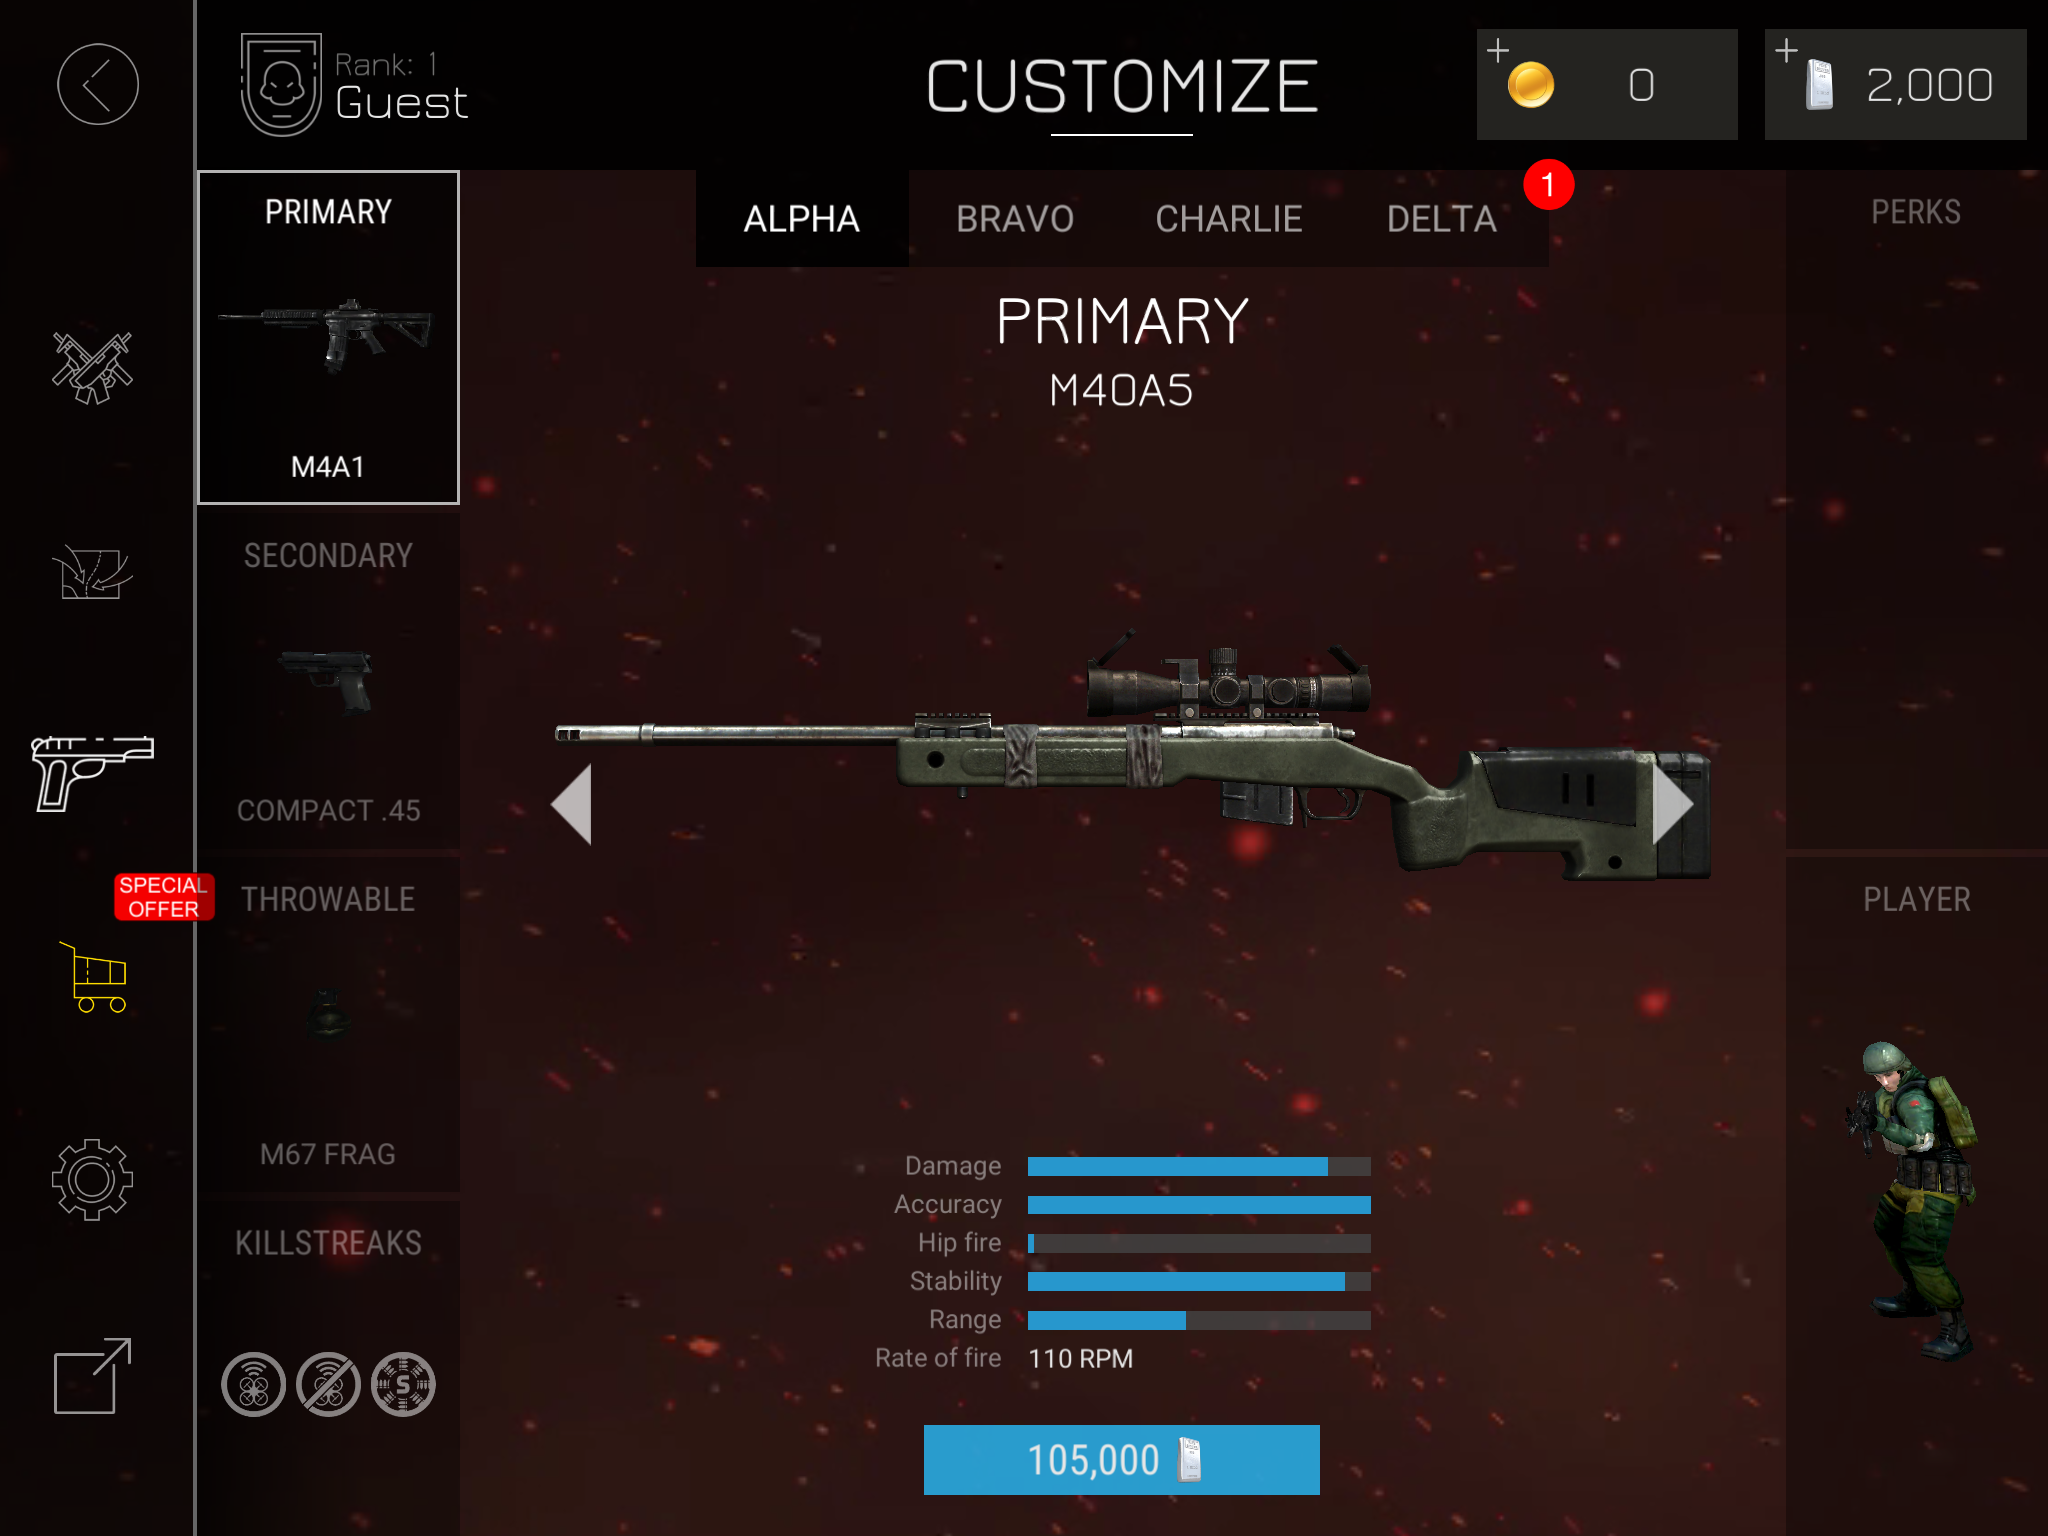 Rank: 1
Guest
CUSTOMIZE
0
2,000
PRIMARY
M4A1
SECONDARY
COMPACT .45
SPECIAL
OFFER
THROWABLE
M67 FRAG
KILLSTREAKS
S
ALPHA
BRAVO
CHARLIE
DELTA
1
PRIMARY
M40A5
Damage
Accuracy
Hip fire
Stability
Range
Rate of fire 110 RPM
105,000
PERKS
PLAYER